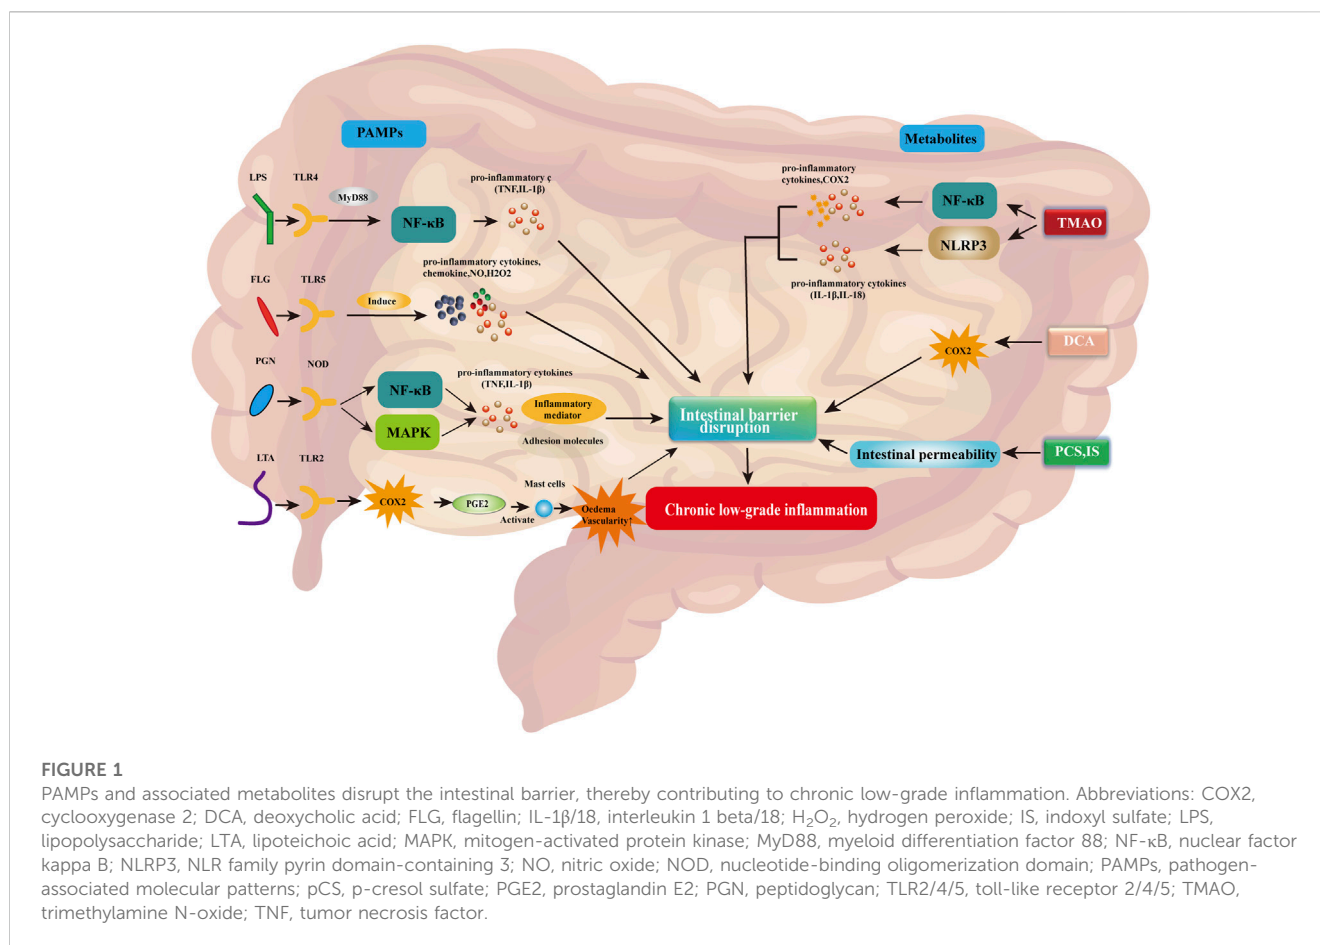 PAMPs
Metabolites
LPS
TLR4
MyD88
NF-κB
pro-inflammatory ç
(TNF,IL-1β)
pro-inflammatory
cytokines,COX2
NF-κB
TMAO
NLRP3
pro-inflammatory cytokines
(IL-1β,IL-18)
FLG
TLR5
Induce
pro-inflammatory cytokines,
chemokine,NO,H2O2
PGN
NOD
NF-κB
MAPK
pro-inflammatory cytokines
(TNF,IL-1β)
Inflammatory
mediator
Adhesion molecules
COX2
DCA
Intestinal barrier
disruption
Intestinal permeability
PCS,IS
LTA
TLR2
COX2
PGE2
Activate
Mast cells
Oedema
Vascularity↑
Chronic low-grade inflammation
FIGURE 1
PAMPs and associated metabolites disrupt the intestinal barrier, thereby contributing to chronic low-grade inflammation. Abbreviations: COX2,
cyclooxygenase 2; DCA, deoxycholic acid; FLG, flagellin; IL-1β/18, interleukin 1 beta/18; H₂O₂, hydrogen peroxide; IS, indoxyl sulfate; LPS,
lipopolysaccharide; LTA, lipoteichoic acid; MAPK, mitogen-activated protein kinase; MyD88, myeloid differentiation factor 88; NF-κB, nuclear factor
kappa B; NLRP3, NLR family pyrin domain-containing 3; NO, nitric oxide; NOD, nucleotide-binding oligomerization domain; PAMPs, pathogen-
associated molecular patterns; pCS, p-cresol sulfate; PGE2, prostaglandin E2; PGN, peptidoglycan; TLR2/4/5, toll-like receptor 2/4/5; TMAO,
trimethylamine N-oxide; TNF, tumor necrosis factor.